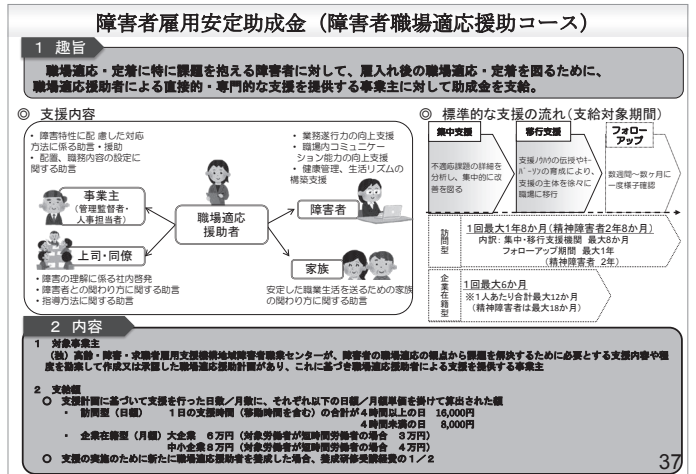 障害者雇用安定助成金（障害者職場適応援助コース）
1 趣旨
職場適応・定着に特に課題を抱える障害者に対して、雇入れ後の職場適応・定着を図るために、
職場適応援助者による直接的・専門的な支援を提供する事業主に対して助成金を支給。
◎ 支援内容
・ 障害特性に配 慮した対応
方法に係る助言・援助
・ 配置、職務内容の設定に
関する助言
・ 業務遂行力の向上支援
・ 職場内コミュニケー
ション能力の向上支援
・ 健康管理、生活リズムの
構築支援
事業主
（管理監督者・
人事担当者）
障害者
職場適応
援助者
上司・同僚
家族
・ 障害の理解に係る社内啓発
・ 障害者との関わり方に関する助言
・ 指導方法に関する助言
安定した職業生活を送るための家族
の関わり方に関する助言
◎ 標準的な支援の流れ（支給対象期間）
集中支援
不適応課題の詳細を
分析し、集中的に改
善を図る
移行支援
支援ノウハウの伝授やキー
パーソンの育成により、
支援の主体を徐々に
職場に移行
フォロー
アップ
数週間～数ヶ月に
一度様子確認
訪問型
1回最大1年8か月(精神障害者2年8か月)
内訳：集中・移行支援機関 最大8か月
フォローアップ期間 最大1年
（精神障害者 2年）
企業在籍型
1回最大6か月
※1人あたり合計最大12か月
（精神障害者は最大18か月）
2 内容
1 対象事業主
（独）高齢・障害・求職者雇用支援機構地域障害者職業センターが、障害者の職場適応の観点から課題を解決するために必要とする支援内容や程
度を勘案して作成又は承認した職場適応援助計画があり、これに基づき職場適応援助者による支援を提供する事業主
2 支給額
○ 支援計画に基づいて支援を行った日数／月数に、それぞれ以下の日額／月額単価を掛けて算出された額
・ 訪問型（日額） 1日の支援時間（移動時間を含む）の合計が４時間以上の日 16,000円
４時間未満の日 8,000円
・ 企業在籍型（月額）大企業 ６万円（対象労働者が短時間労働者の場合 ３万円）
中小企業８万円（対象労働者が短時間労働者の場合 ４万円）
○ 支援の実施のために新たに職場適応援助者を養成した場合、養成研修受講経費の１／２
37